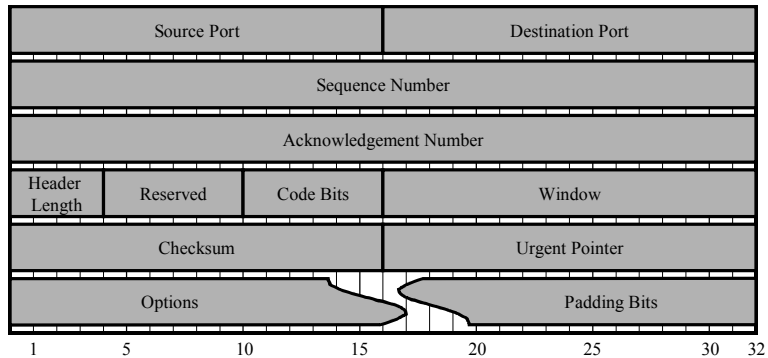 Source Port Destination Port
Sequence Number
Acknowledgement Number
Header
Length Reserved Code Bits Window
Checksum Urgent Pointer
Options Padding Bits
1 5 10 15 20 25 30 32